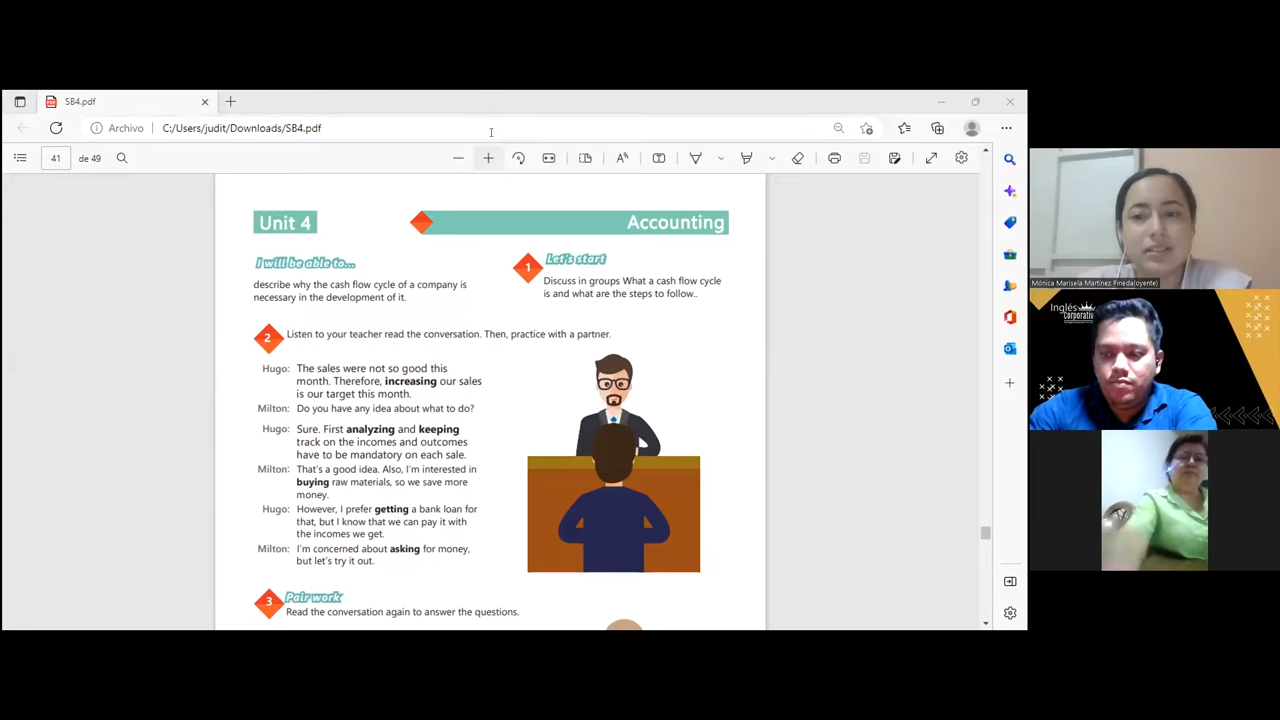 SB4.pdf
Archivo
C:/Users/judit/Downloads/SB4.pdf
41
de 49
Unit 4
Accounting
I will be able to...
describe why the cash flow cycle of a company is
necessary in the development of it.
1
Let's start
Discuss in groups What a cash flow cycle
is and what are the steps to follow..
2
Listen to your teacher read the conversation. Then, practice with a partner.
Hugo: The sales were not so good this
month. Therefore, increasing our sales
is our target this month.
Milton: Do you have any idea about what to do?
Hugo: Sure. First analyzing and keeping
track on the incomes and outcomes
have to be mandatory on each sale.
Milton: That's a good idea. Also, I'm interested in
buying raw materials, so we save more
money.
Hugo: However, I prefer getting a bank loan for
that, but I know that we can pay it with
the incomes we get.
Milton: I'm concerned about asking for money,
but let's try it out.
3
Pair work
Read the conversation again to answer the questions.
Mónica Marisela Martínez Pineda(oyente)
Inglés
Corporativo